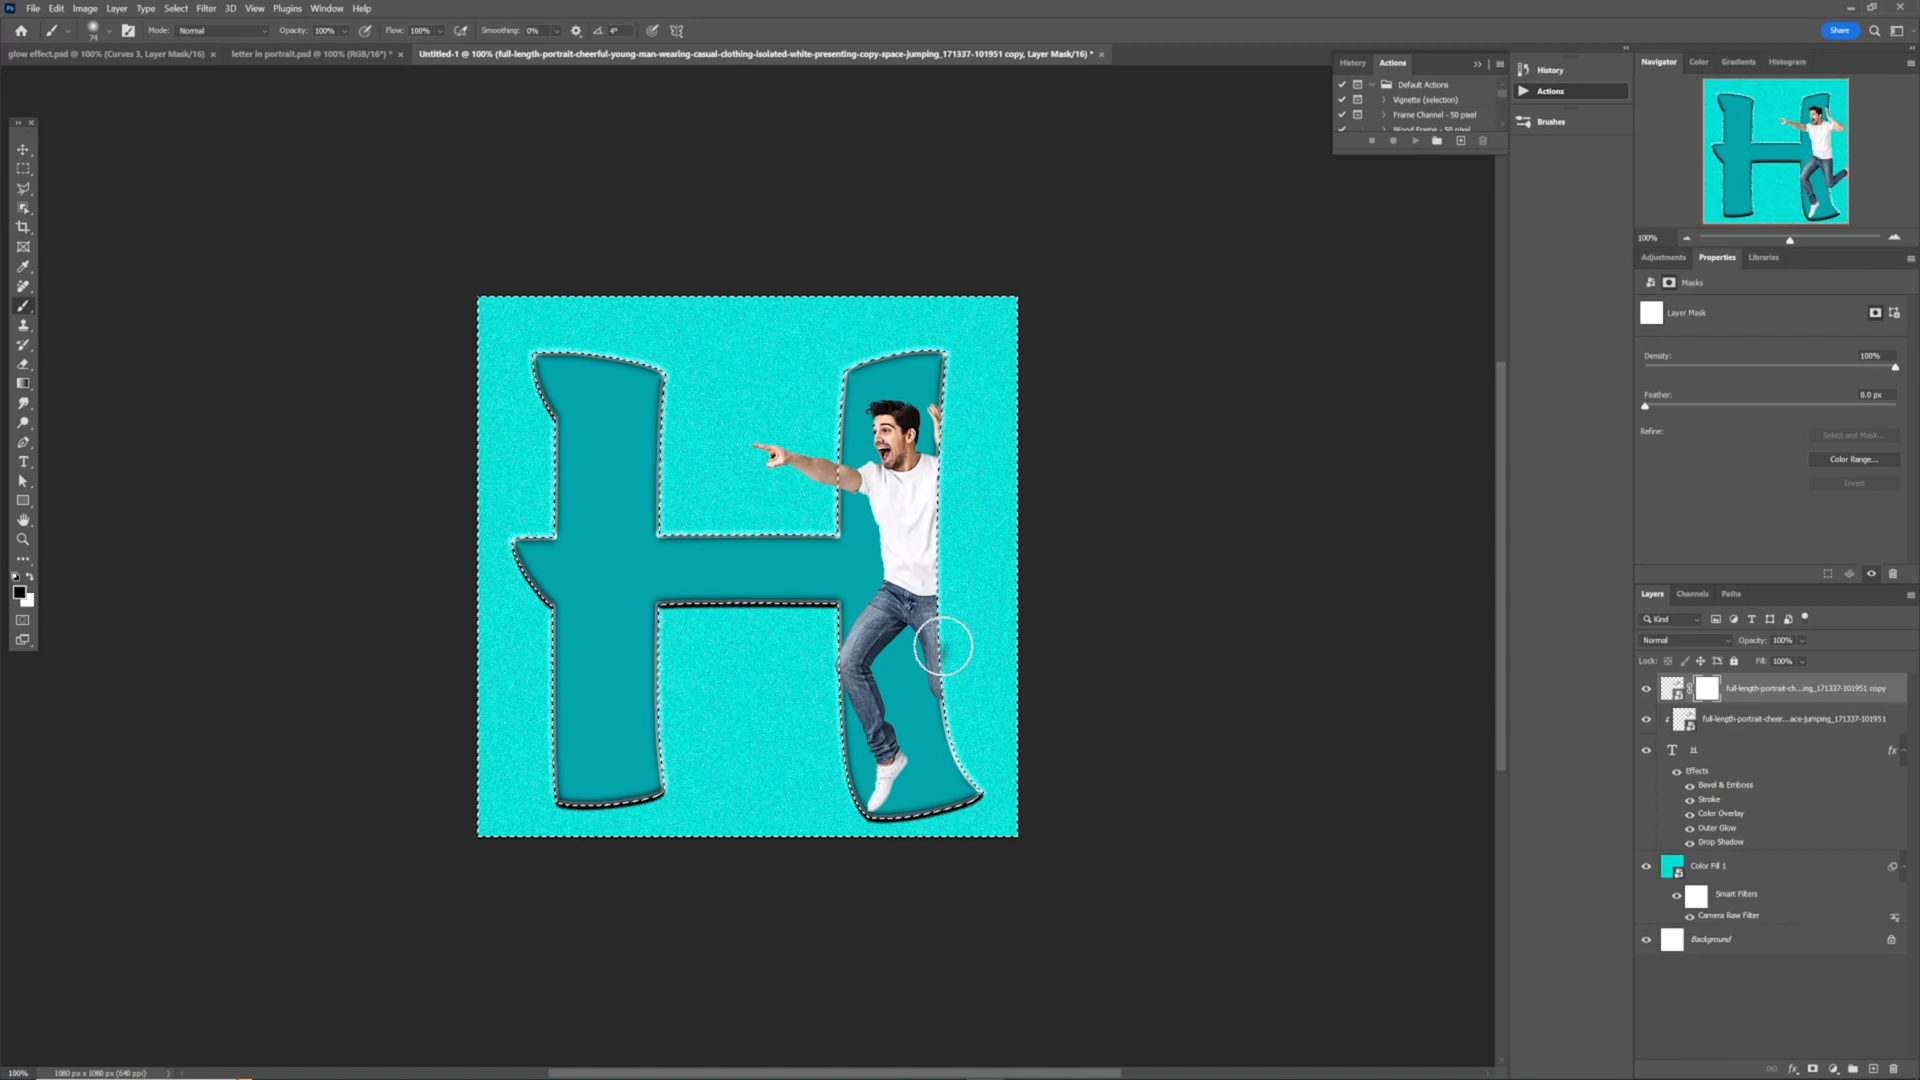 Ps File Edit Image Layer Type Select Filter 3D View Plugins Window Help
74 Mode: Normal Opacity: 100% Flow: 100% Smoothing: 0% 4° Share
glow effect.psd @ 100% (Curves 3, Layer Mask/16) × letter in portrait.psd @ 100% (RGB/16*) * × Untitled-1 @ 100% (full-length-portrait-cheerful-young-man-wearing-casual-clothing-isolated-white-presenting-copy-space-jumping_171337-101951 copy, Layer Mask/16) * ×
History Actions
Default Actions
Vignette (selection)
Frame Channel - 50 pixel
Wood Frame - 50 pixel
History
Actions
Brushes
Navigator Color Gradients Histogram
100%
Adjustments Properties Libraries
Masks
Layer Mask
Density: 100%
Feather: 0.0 px
Refine: Select and Mask...
Color Range...
Invert
Layers Channels Paths
Kind
Normal Opacity: 100%
Lock: Fill: 100%
full-length-portrait-ch...ing_171337-101951 copy
full-length-portrait-cheer...ace-jumping_171337-101951
T H fx
Effects
Bevel & Emboss
Stroke
Color Overlay
Outer Glow
Drop Shadow
Color Fill 1
Smart Filters
Camera Raw Filter
Background
H
100% 1080 px x 1080 px (640 ppi)
fx